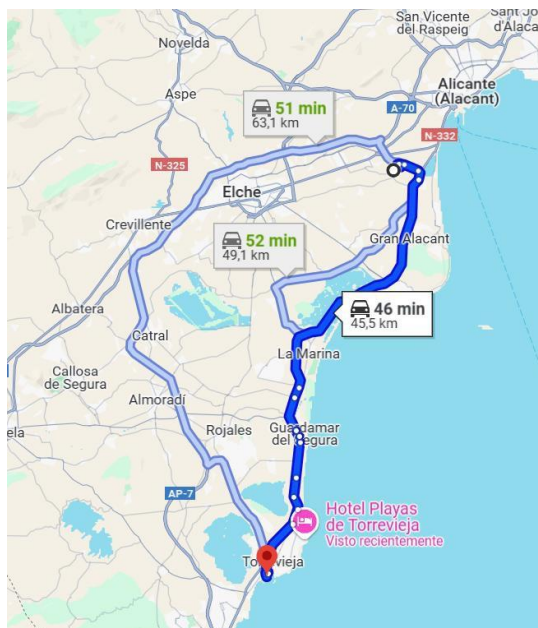 San Vicente
del Raspeig
Sant Jo
d'Alaca
Novelda
Alicante
(Alacant)
Aspe
A-70
51 min
63,1 km
N-332
N-325
Elche
Crevillente
52 min
49,1 km
Gran Alacant
46 min
45,5 km
Albatera
Catral
La Marina
Callosa
de Segura
Almoradí
Guardamar
del Segura
ela
Rojales
AP-7
Hotel Playas
de Torrevieja
Visto recientemente
Torrevieja